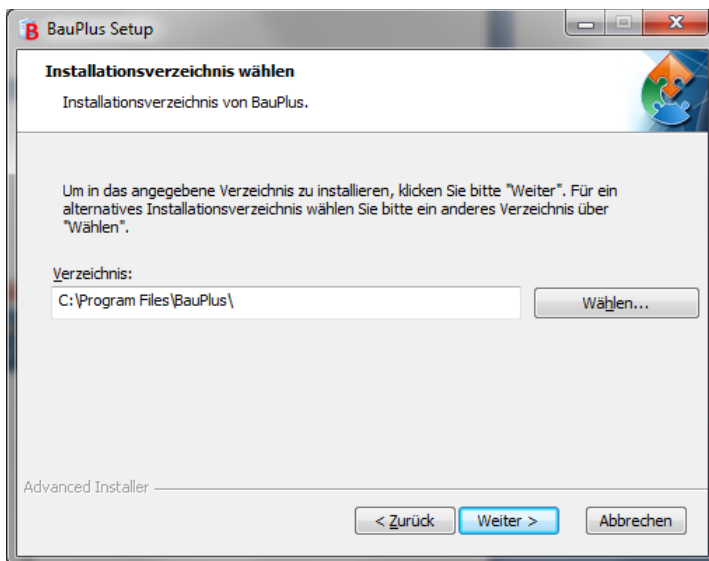 B BauPlus Setup
Installationsverzeichnis wählen
Installationsverzeichnis von BauPlus.
Um in das angegebene Verzeichnis zu installieren, klicken Sie bitte "Weiter". Für ein
alternatives Installationsverzeichnis wählen Sie bitte ein anderes Verzeichnis über
"Wählen".
Verzeichnis:
C:\Program Files\BauPlus\
Wählen...
Advanced Installer
< Zurück
Weiter >
Abbrechen